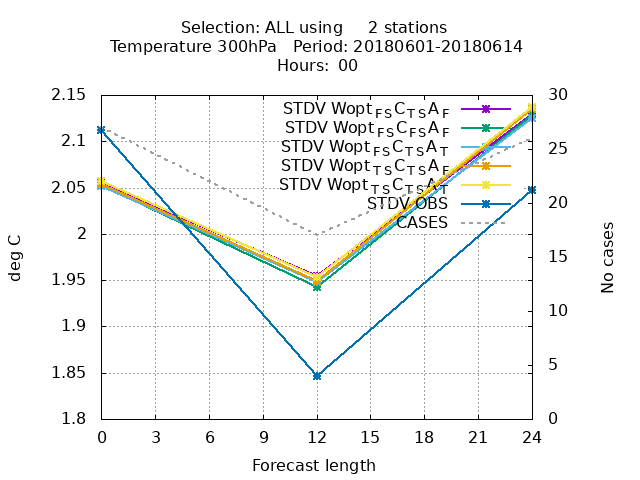 Selection: ALL using 2 stations
Temperature 300hPa Period: 20180601-20180614
Hours: 00
2.15
2.1
2.05
2
1.95
1.9
1.85
1.8
deg C
30
25
20
15
10
5
0
No cases
STDV Wopt_FS C_TS A_F
STDV Wopt_FS C_FS A_F
STDV Wopt_FS C_TS A_T
STDV Wopt_TS C_TS A_F
STDV Wopt_TS C_TS A_T
STDV OBS
CASES
0 3 6 9 12 15 18 21 24
Forecast length